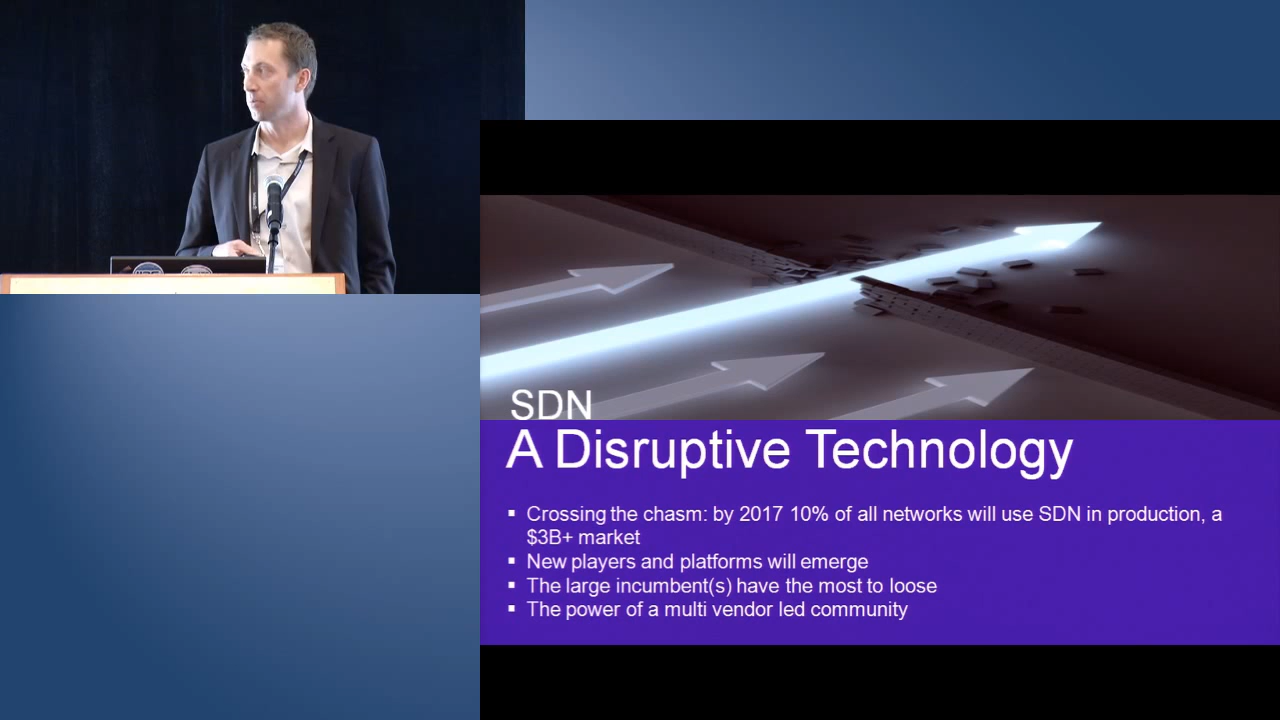 SDN
A Disruptive Technology
▪ Crossing the chasm: by 2017 10% of all networks will use SDN in production, a
$3B+ market
▪ New players and platforms will emerge
▪ The large incumbent(s) have the most to loose
▪ The power of a multi vendor led community